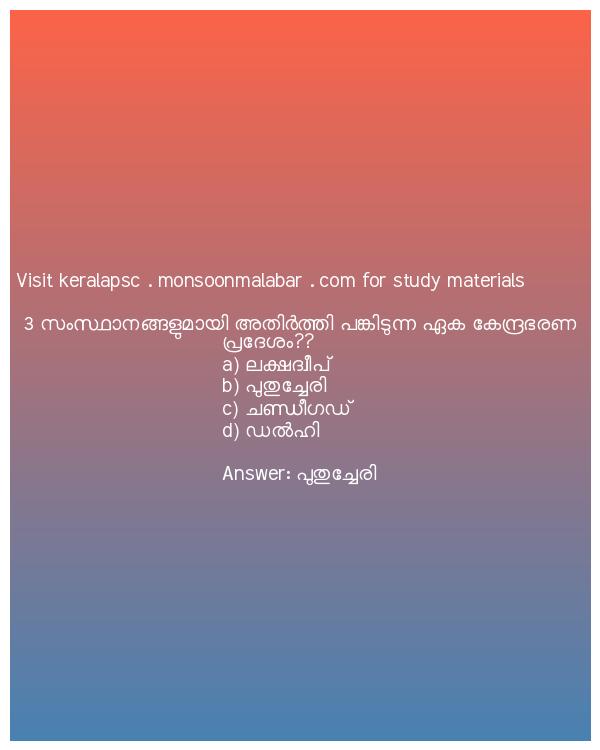 Visit keralapsc . monsoonmalabar . com for study materials
3 സംസ്ഥാനങ്ങളുമായി അതിർത്തി പങ്കിടുന്ന ഏക കേന്ദ്രഭരണ
പ്രദേശം??
a) ലക്ഷദ്വീപ്
b) പുതുച്ചേരി
c) ചണ്ഡീഗഡ്
d) ഡൽഹി
Answer: പുതുച്ചേരി